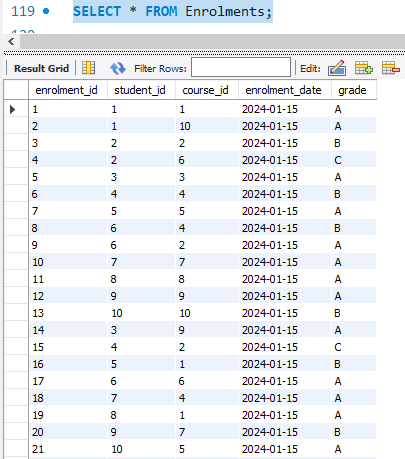 119 SELECT * FROM Enrolments;
Result Grid Filter Rows: Edit:
enrolment_id student_id course_id enrolment_date grade
1 1 1 2024-01-15 A
2 1 10 2024-01-15 A
3 2 2 2024-01-15 B
4 2 6 2024-01-15 C
5 3 3 2024-01-15 A
6 4 4 2024-01-15 B
7 5 5 2024-01-15 A
8 6 4 2024-01-15 B
9 6 2 2024-01-15 A
10 7 7 2024-01-15 A
11 8 8 2024-01-15 A
12 9 9 2024-01-15 A
13 10 10 2024-01-15 B
14 3 9 2024-01-15 A
15 4 2 2024-01-15 C
16 5 1 2024-01-15 B
17 6 6 2024-01-15 A
18 7 4 2024-01-15 A
19 8 1 2024-01-15 A
20 9 7 2024-01-15 B
21 10 5 2024-01-15 A